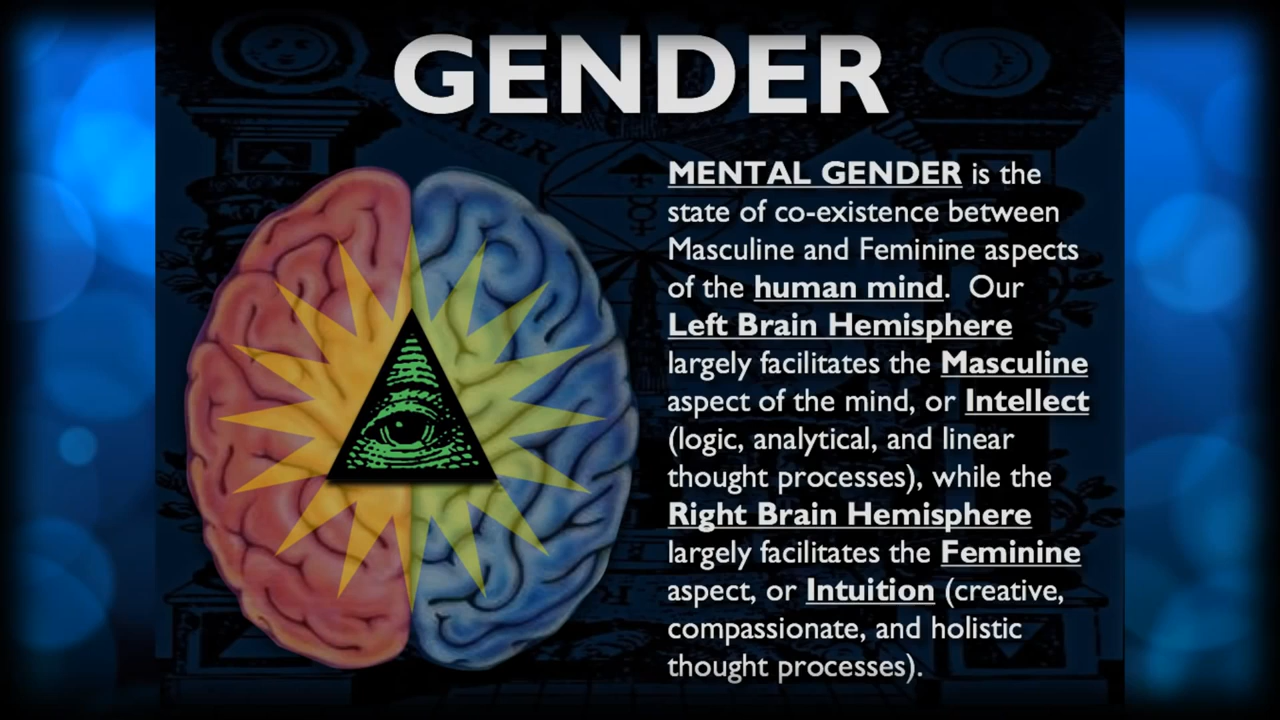 GENDER
MENTAL GENDER is the
state of co-existence between
Masculine and Feminine aspects
of the human mind. Our
Left Brain Hemisphere
largely facilitates the Masculine
aspect of the mind, or Intellect
(logic, analytical, and linear
thought processes), while the
Right Brain Hemisphere
largely facilitates the Feminine
aspect, or Intuition (creative,
compassionate, and holistic
thought processes).